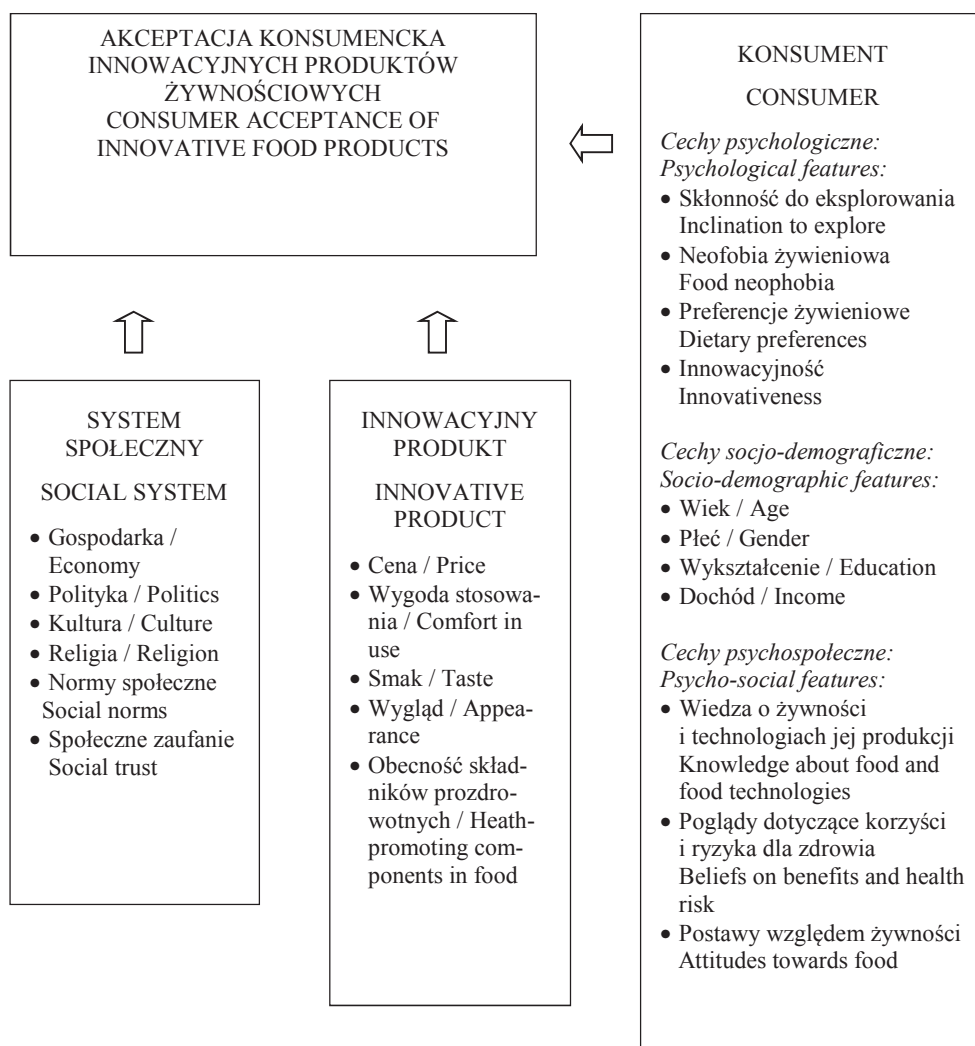 AKCEPTACJA KONSUMENCKA
INNOWACYJNYCH PRODUKTÓW
ŻYWNOŚCIOWYCH
CONSUMER ACCEPTANCE OF
INNOVATIVE FOOD PRODUCTS
SYSTEM
SPOŁECZNY
SOCIAL SYSTEM
• Gospodarka /
Economy
• Polityka / Politics
• Kultura / Culture
• Religia / Religion
• Normy społeczne
Social norms
• Społeczne zaufanie
Social trust
INNOWACYJNY
PRODUKT
INNOVATIVE
PRODUCT
• Cena / Price
• Wygoda stosowa-
nia / Comfort in
use
• Smak / Taste
• Wygląd / Appea-
rance
• Obecność skład-
ników prozdro-
wotnych / Heath-
promoting com-
ponents in food
KONSUMENT
CONSUMER
Cechy psychologiczne:
Psychological features:
• Skłonność do eksplorowania
Inclination to explore
• Neofobia żywieniowa
Food neophobia
• Preferencje żywieniowe
Dietary preferences
• Innowacyjność
Innovativeness
Cechy socjo-demograficzne:
Socio-demographic features:
• Wiek / Age
• Płeć / Gender
• Wykształcenie / Education
• Dochód / Income
Cechy psychospołeczne:
Psycho-social features:
• Wiedza o żywności
i technologiach jej produkcji
Knowledge about food and
food technologies
• Poglądy dotyczące korzyści
i ryzyka dla zdrowia
Beliefs on benefits and health
risk
• Postawy względem żywności
Attitudes towards food